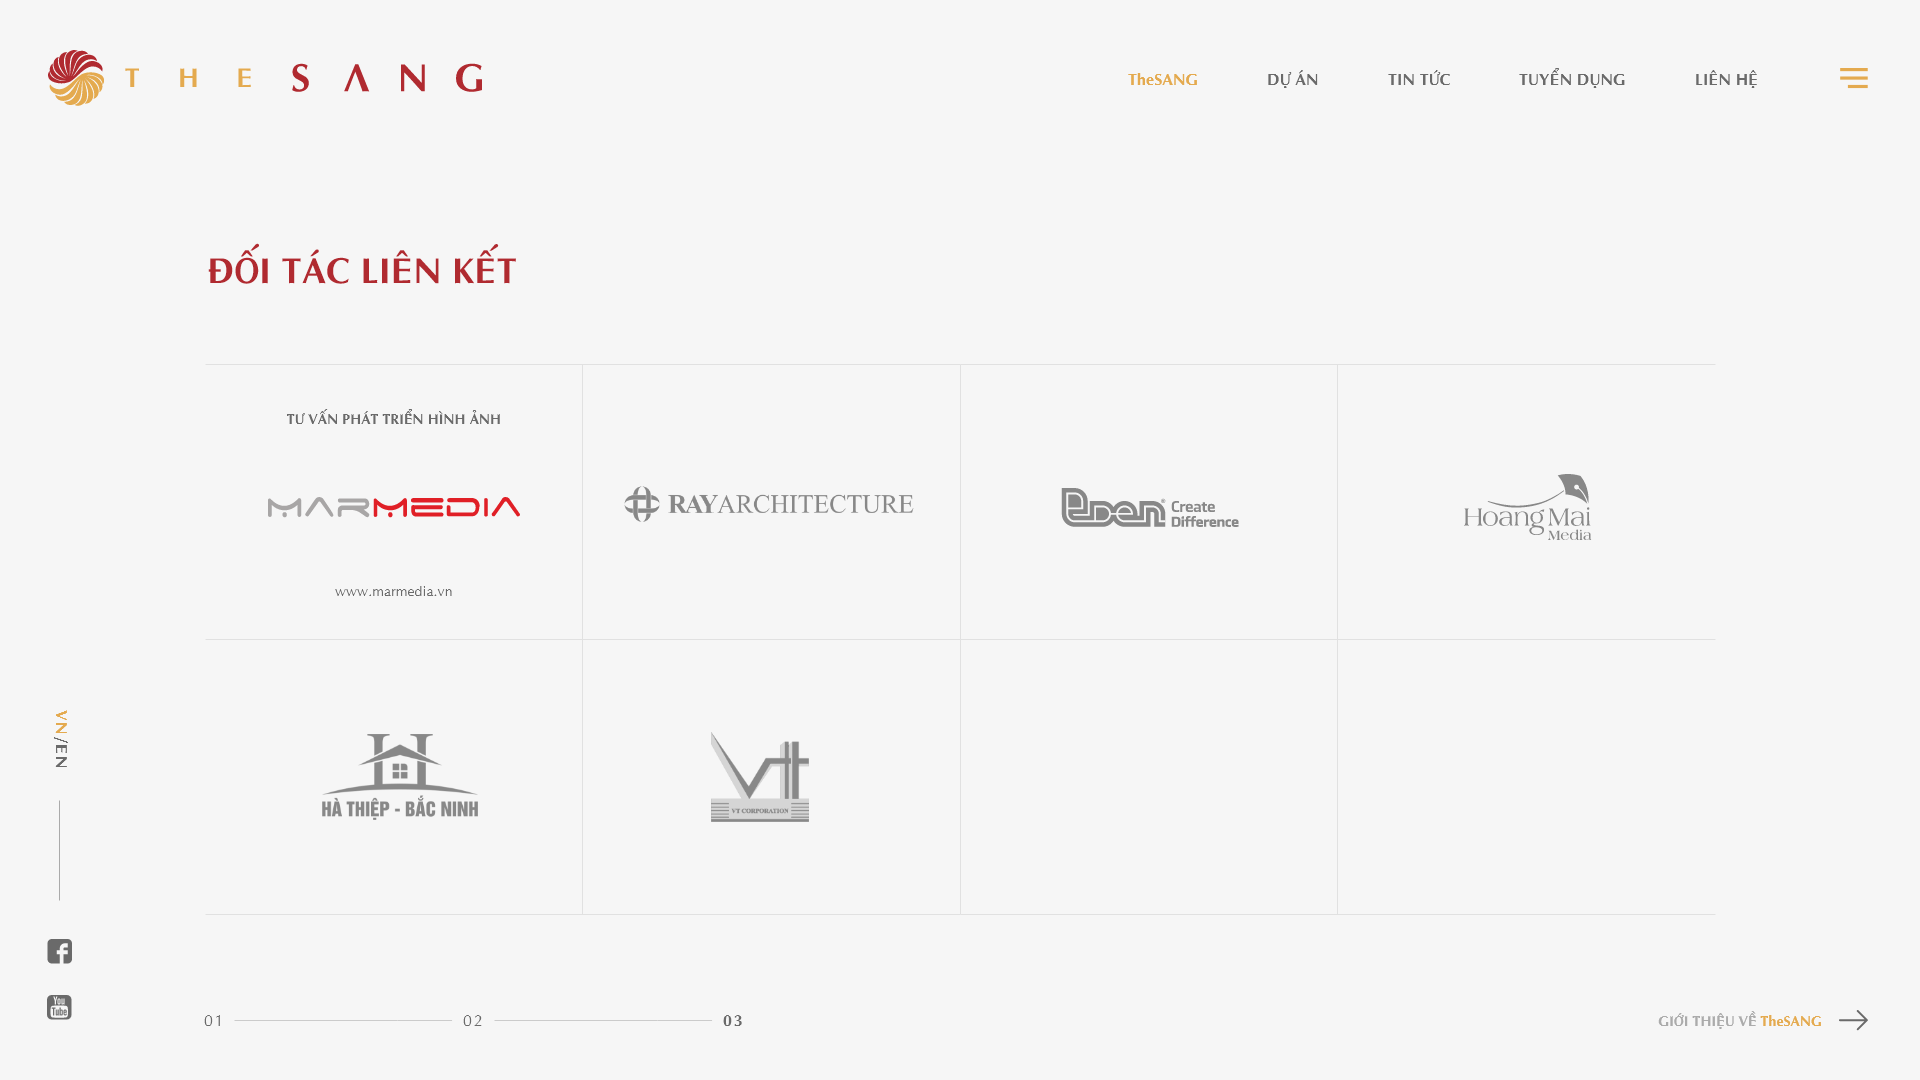 THE SANG
TheSANG DỰ ÁN TIN TỨC TUYỂN DỤNG LIÊN HỆ
ĐỐI TÁC LIÊN KẾT
TƯ VẤN PHÁT TRIỂN HÌNH ẢNH
MARMEDIA
www.marmedia.vn
RAYARCHITECTURE
Eden® Create
Difference
Hoang Mai
Media
H
HÀ THIỆP - BẮC NINH
Vtt
VT CORPORATION
VN/EN
You
Tube
01 02 03
GIỚI THIỆU VỀ TheSANG